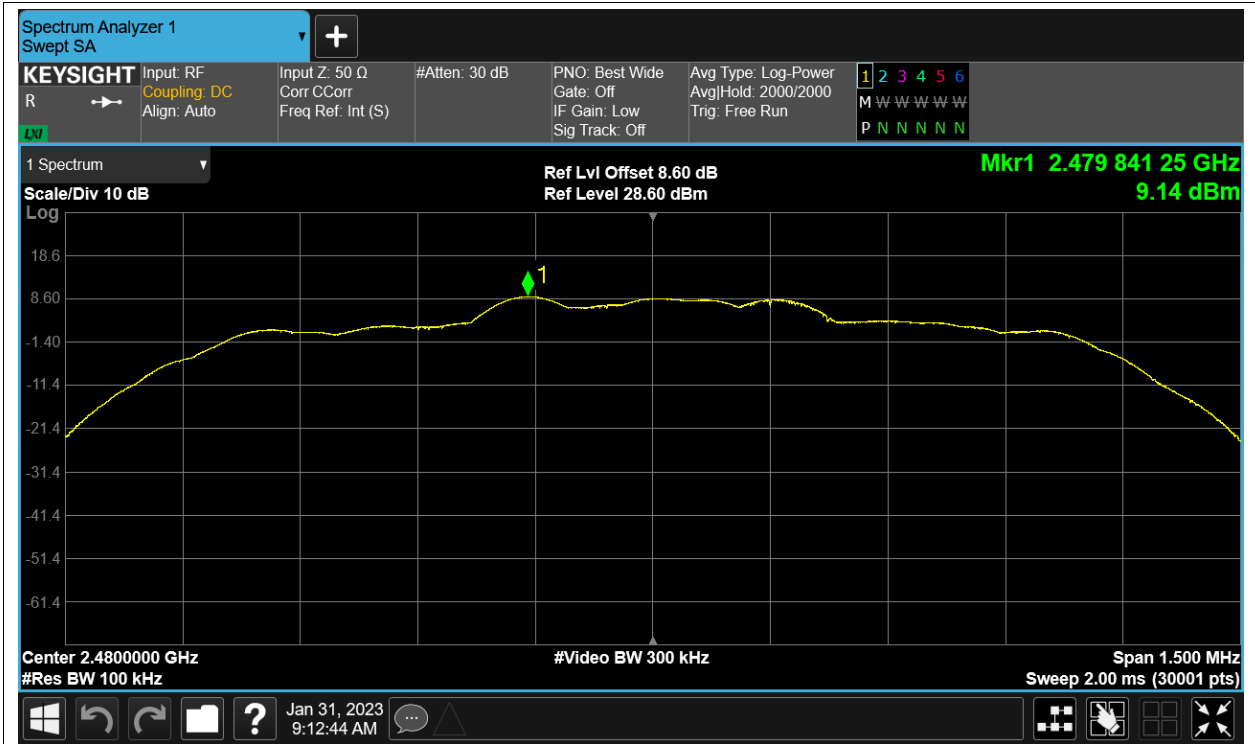 Spectrum Analyzer 1
Swept SA
KEYSIGHT
R
LXI
Input: RF
Coupling: DC
Align: Auto
Input Z: 50 Ω
Corr CCorr
Freq Ref: Int (S)
#Atten: 30 dB
PNO: Best Wide
Gate: Off
IF Gain: Low
Sig Track: Off
Avg Type: Log-Power
Avg|Hold: 2000/2000
Trig: Free Run
1 2 3 4 5 6
M W W W W W
P N N N N N
1 Spectrum
Scale/Div 10 dB
Log
Ref Lvl Offset 8.60 dB
Ref Level 28.60 dBm
Mkr1 2.479 841 25 GHz
9.14 dBm
18.6
8.60
-1.40
-11.4
-21.4
-31.4
-41.4
-51.4
-61.4
1
Center 2.4800000 GHz
#Res BW 100 kHz
#Video BW 300 kHz
Span 1.500 MHz
Sweep 2.00 ms (30001 pts)
?
Jan 31, 2023
9:12:44 AM